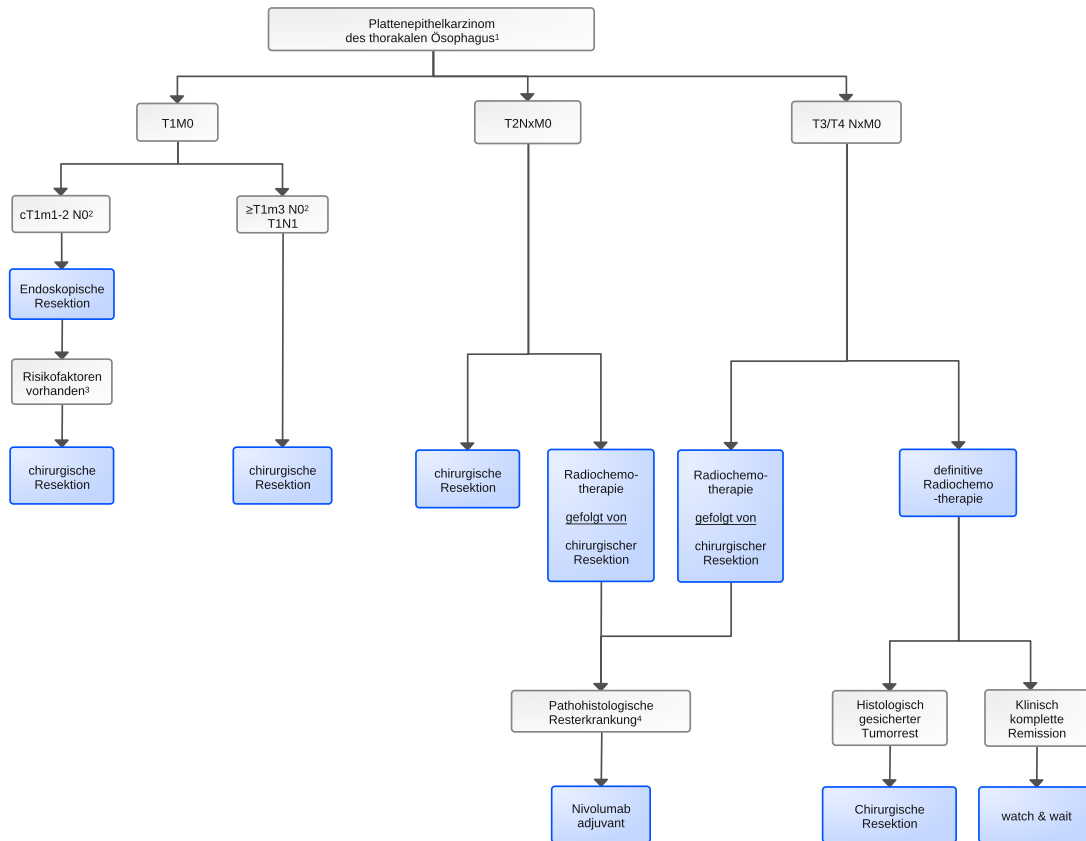 Plattenepithelkarzinom
des thorakalen Ösophagus¹
T1M0
T2NxM0
T3/T4 NxM0
cT1m1-2 N0²
≥T1m3 N0²
T1N1
Endoskopische
Resektion
Risikofaktoren
vorhanden³
chirurgische
Resektion
chirurgische
Resektion
chirurgische
Resektion
Radiochemo-
therapie
gefolgt von
chirurgischer
Resektion
Radiochemo-
therapie
gefolgt von
chirurgischer
Resektion
definitive
Radiochemo
-therapie
Pathohistologische
Resterkrankung⁴
Histologisch
gesicherter
Tumorrest
Klinisch
komplette
Remission
Nivolumab
adjuvant
Chirurgische
Resektion
watch & wait